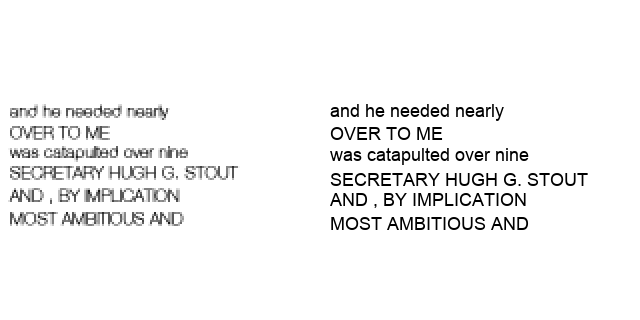 and he needed nearly
OVER TO ME
was catapulted over nine
SECRETARY HUGH G. STOUT
AND , BY IMPLICATION
MOST AMBITIOUS AND
and he needed nearly
OVER TO ME
was catapulted over nine
SECRETARY HUGH G. STOUT
AND , BY IMPLICATION
MOST AMBITIOUS AND